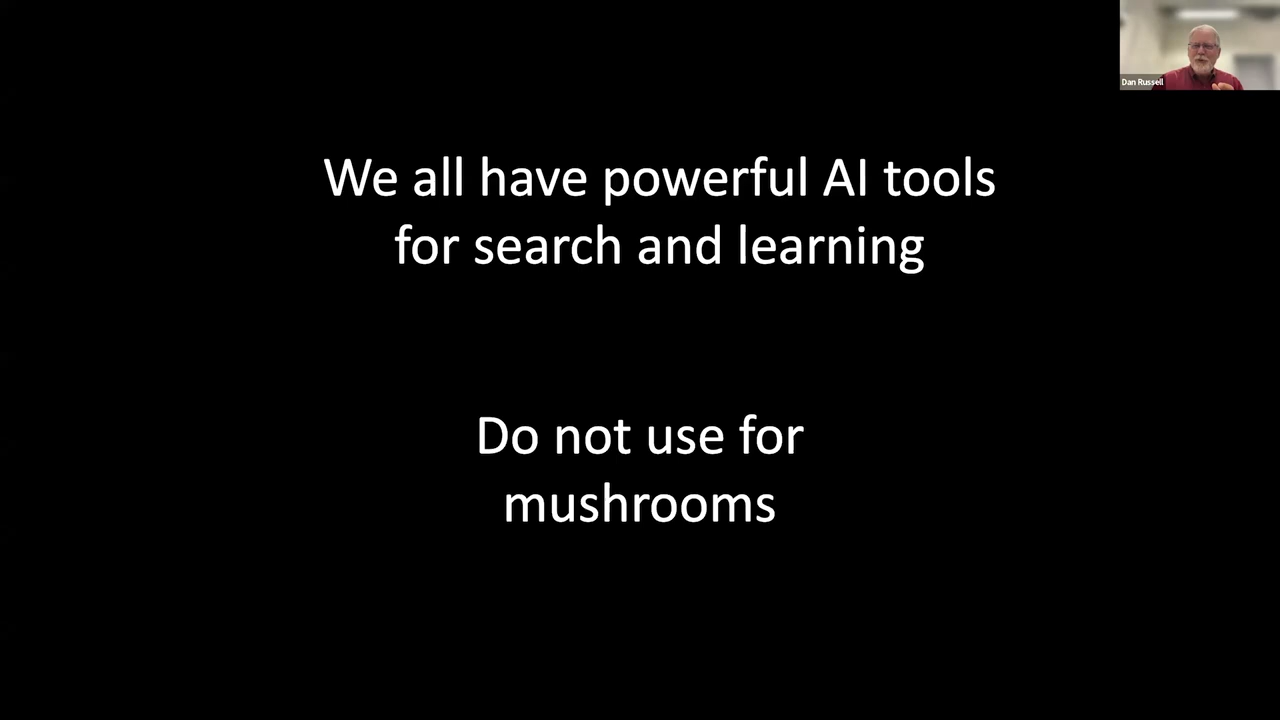 Dan Russell
We all have powerful AI tools
for search and learning
Do not use for
mushrooms